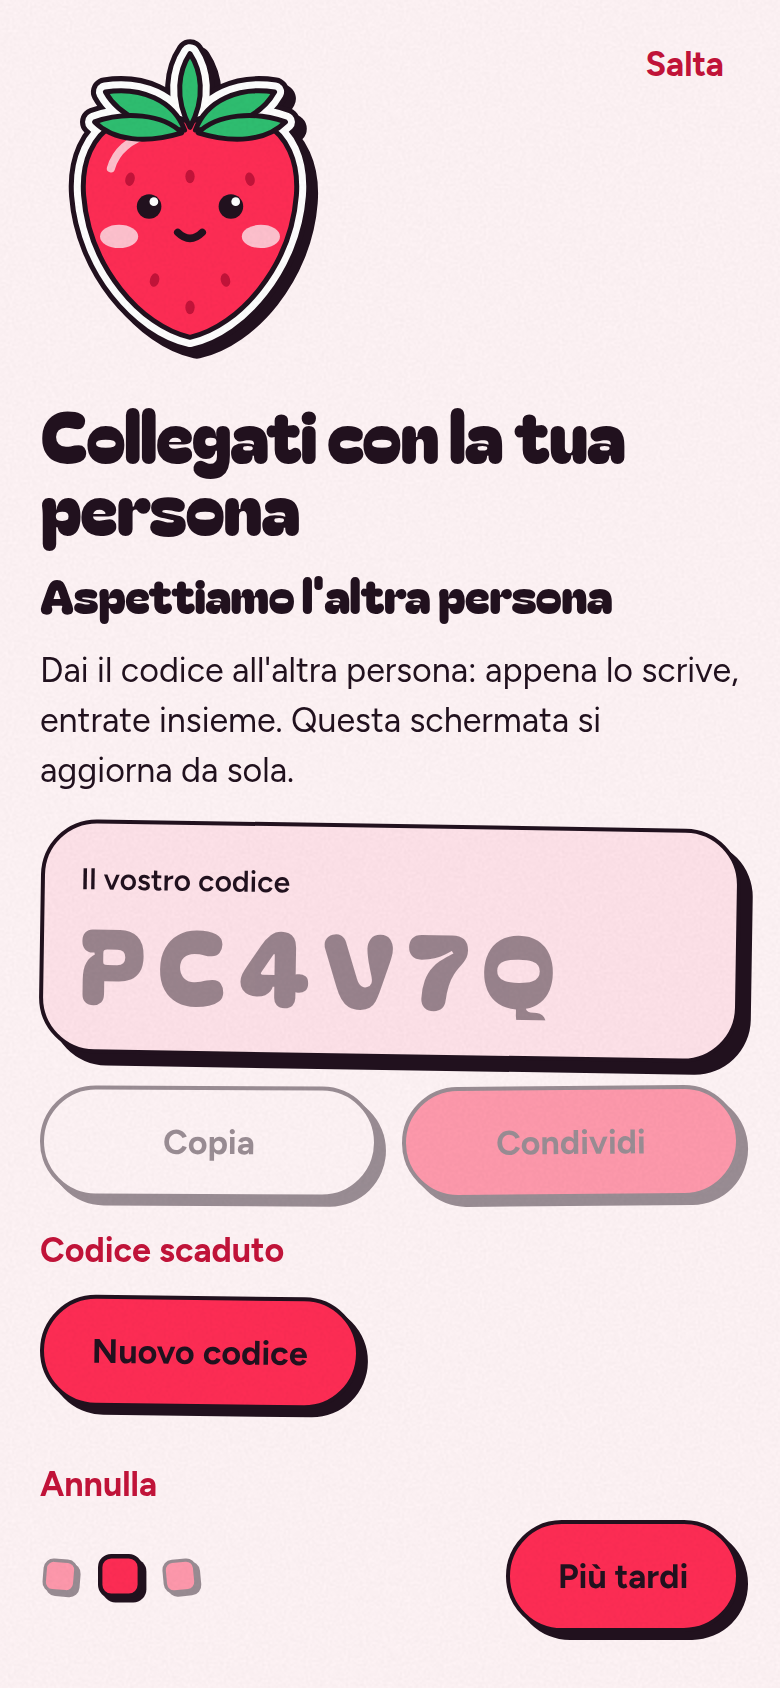 Salta
Collegati con la tua
persona
Aspettiamo l'altra persona
Dai il codice all'altra persona: appena lo scrive,
entrate insieme. Questa schermata si
aggiorna da sola.
Il vostro codice
PC4V7Q
Copia
Condividi
Codice scaduto
Nuovo codice
Annulla
Più tardi